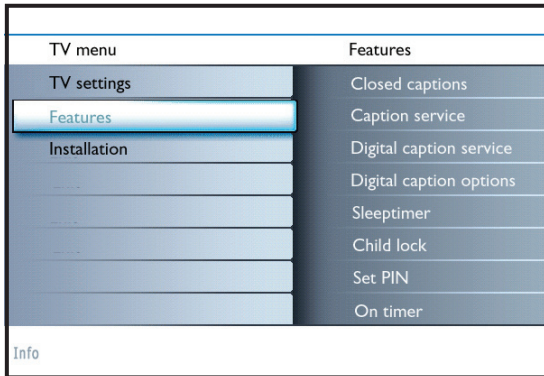 TV menu
TV settings
Features
Installation
Features
Closed captions
Caption service
Digital caption service
Digital caption options
Sleeptimer
Child lock
Set PIN
On timer
Info